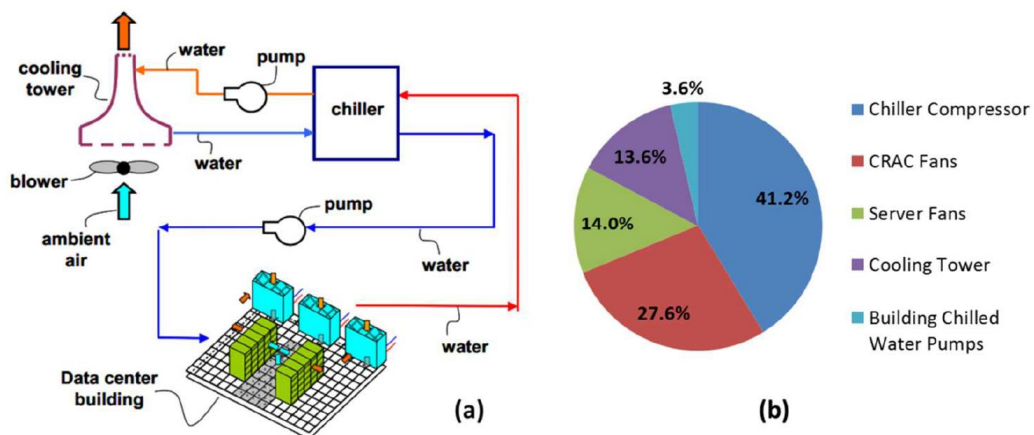 water
cooling
tower
pump
chiller
water
blower
ambient
air
pump
water
water
Data center
building
(a)
3.6%
13.6%
14.0%
27.6%
41.2%
Chiller Compressor
CRAC Fans
Server Fans
Cooling Tower
Building Chilled
Water Pumps
(b)